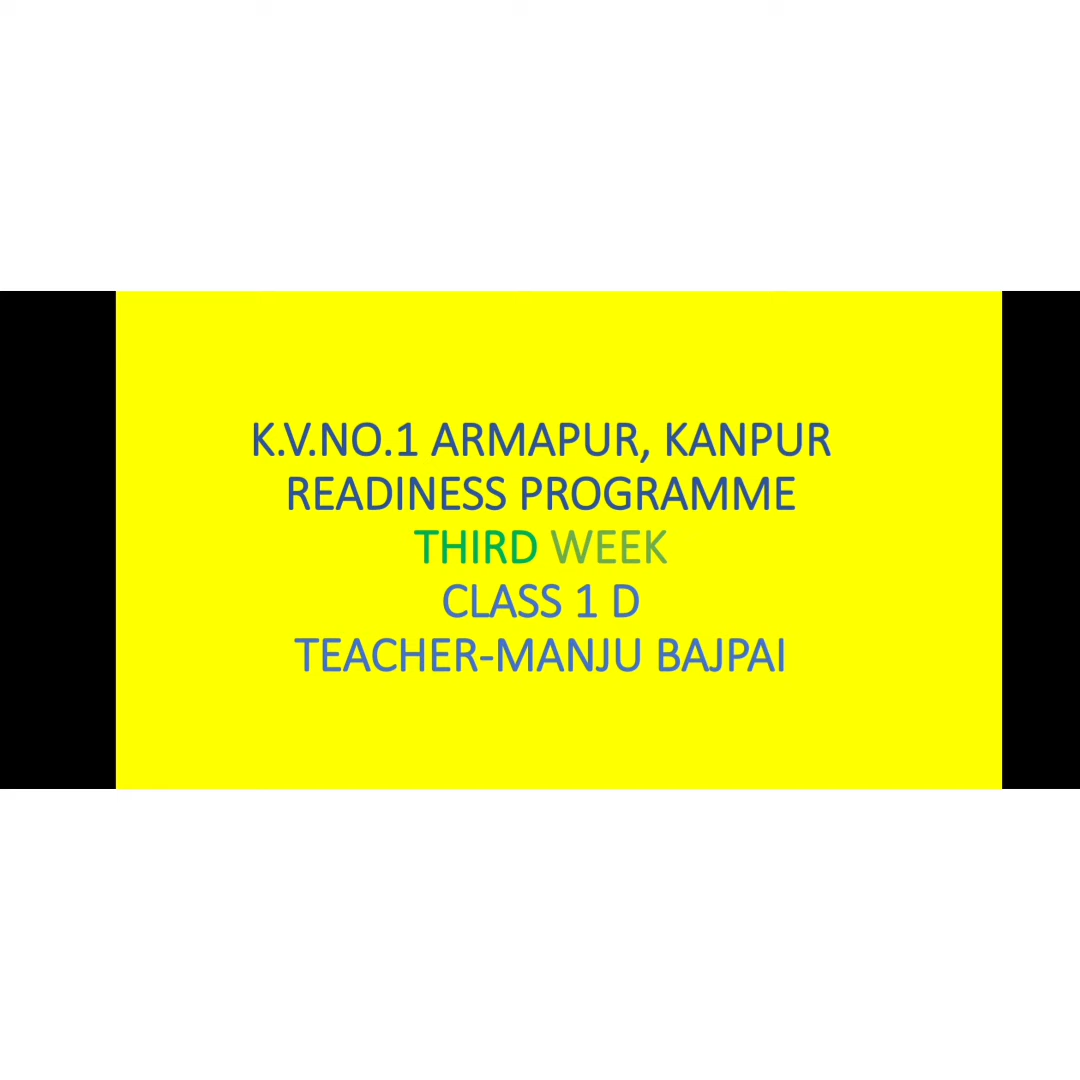 K.V.NO.1 ARMAPUR, KANPUR
READINESS PROGRAMME
THIRD WEEK
CLASS 1 D
TEACHER-MANJU BAJPAI